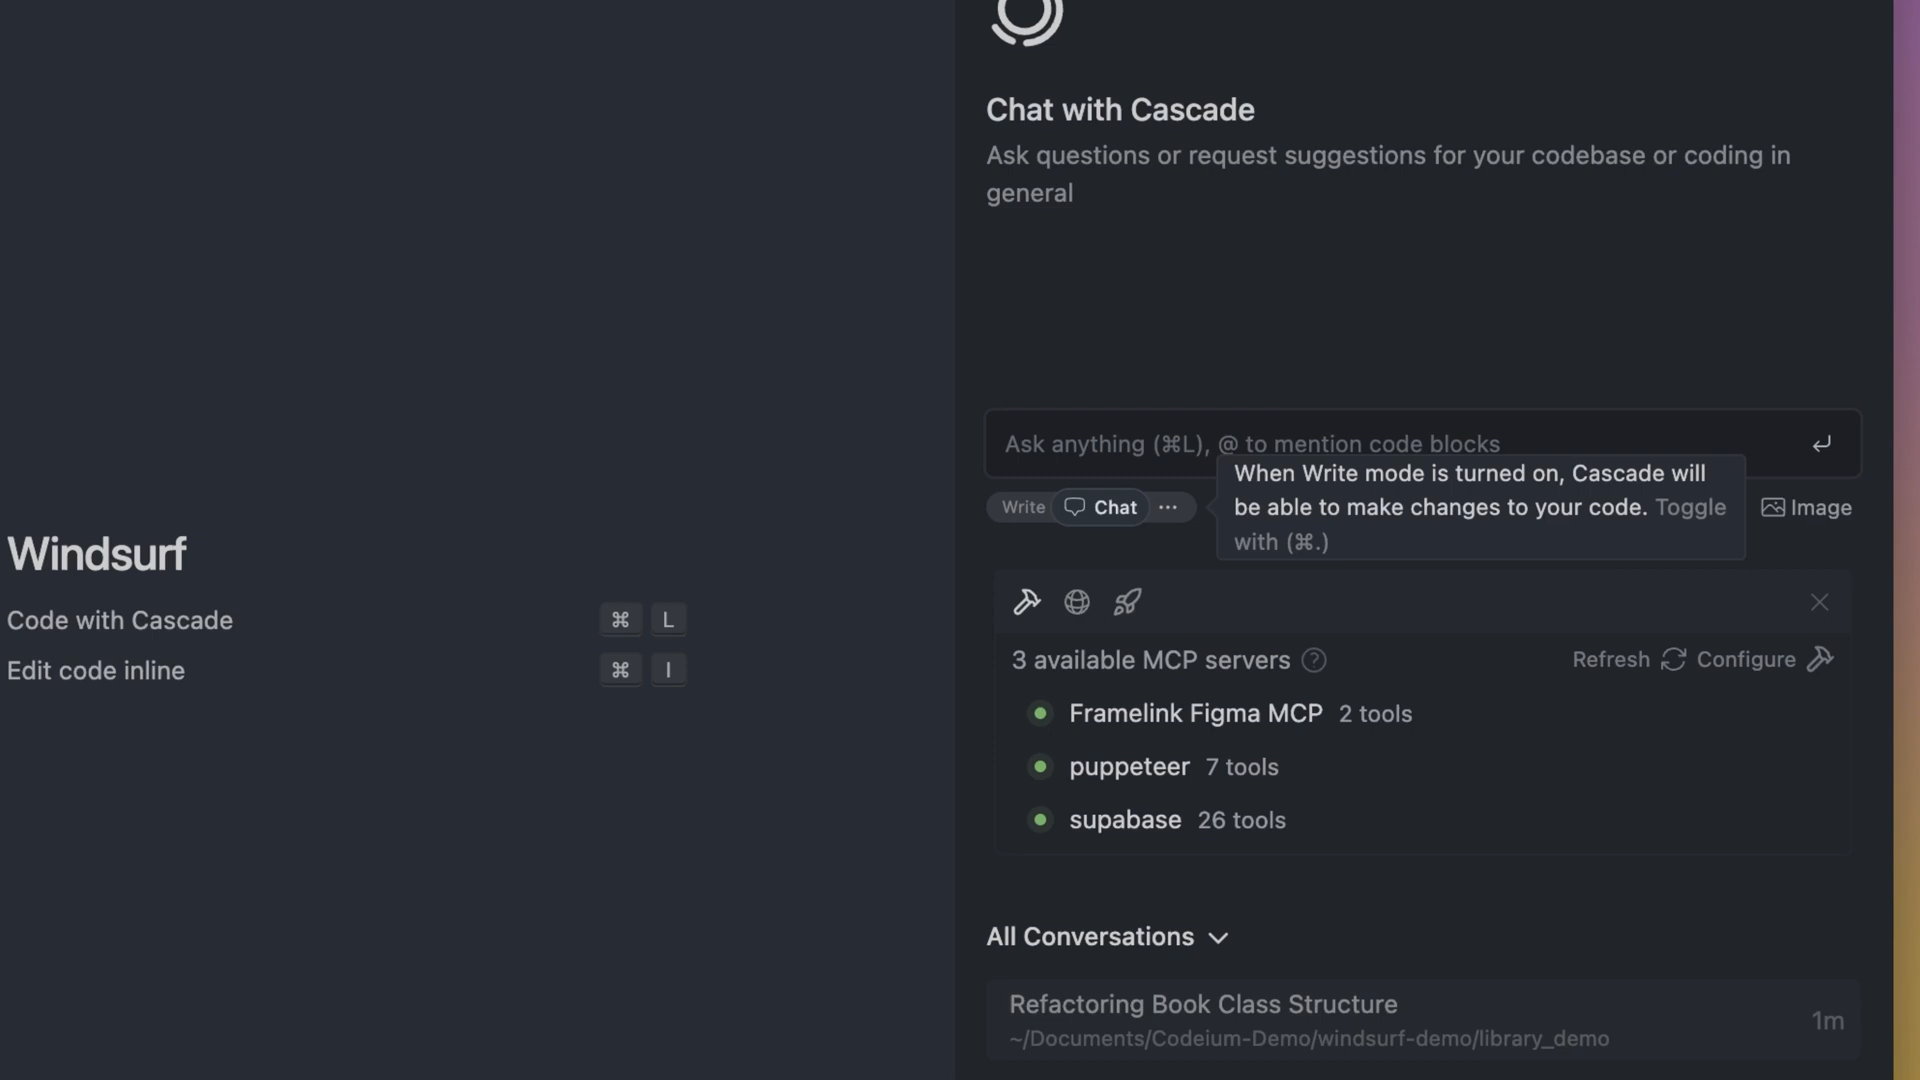 Chat with Cascade
Ask questions or request suggestions for your codebase or coding in
general
Ask anything (⌘L), @ to mention code blocks
When Write mode is turned on, Cascade will
be able to make changes to your code. Toggle
with (⌘.)
Write
Chat
...
Image
Windsurf
Code with Cascade ⌘ L
Edit code inline ⌘ I
3 available MCP servers ?
Refresh
Configure
Framelink Figma MCP 2 tools
puppeteer 7 tools
supabase 26 tools
All Conversations
Refactoring Book Class Structure
~/Documents/Codeium-Demo/windsurf-demo/library_demo
1m